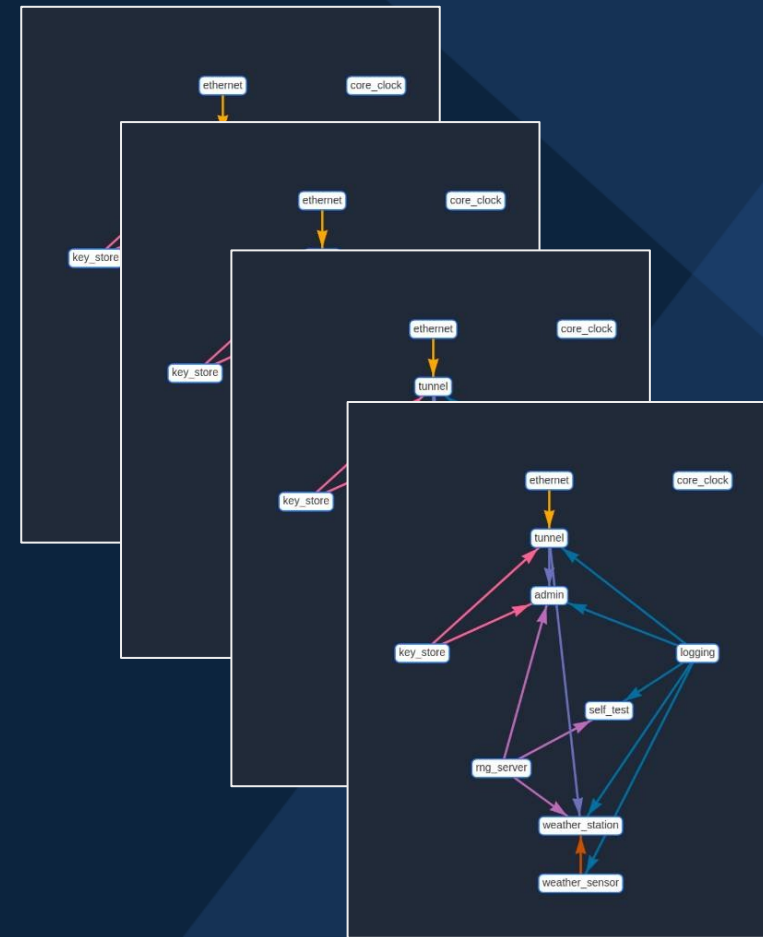 ethernet
core_clock
key_store
ethernet
core_clock
key_store
ethernet
core_clock
tunnel
key_store
ethernet
core_clock
tunnel
admin
key_store
logging
self_test
rng_server
weather_station
weather_sensor